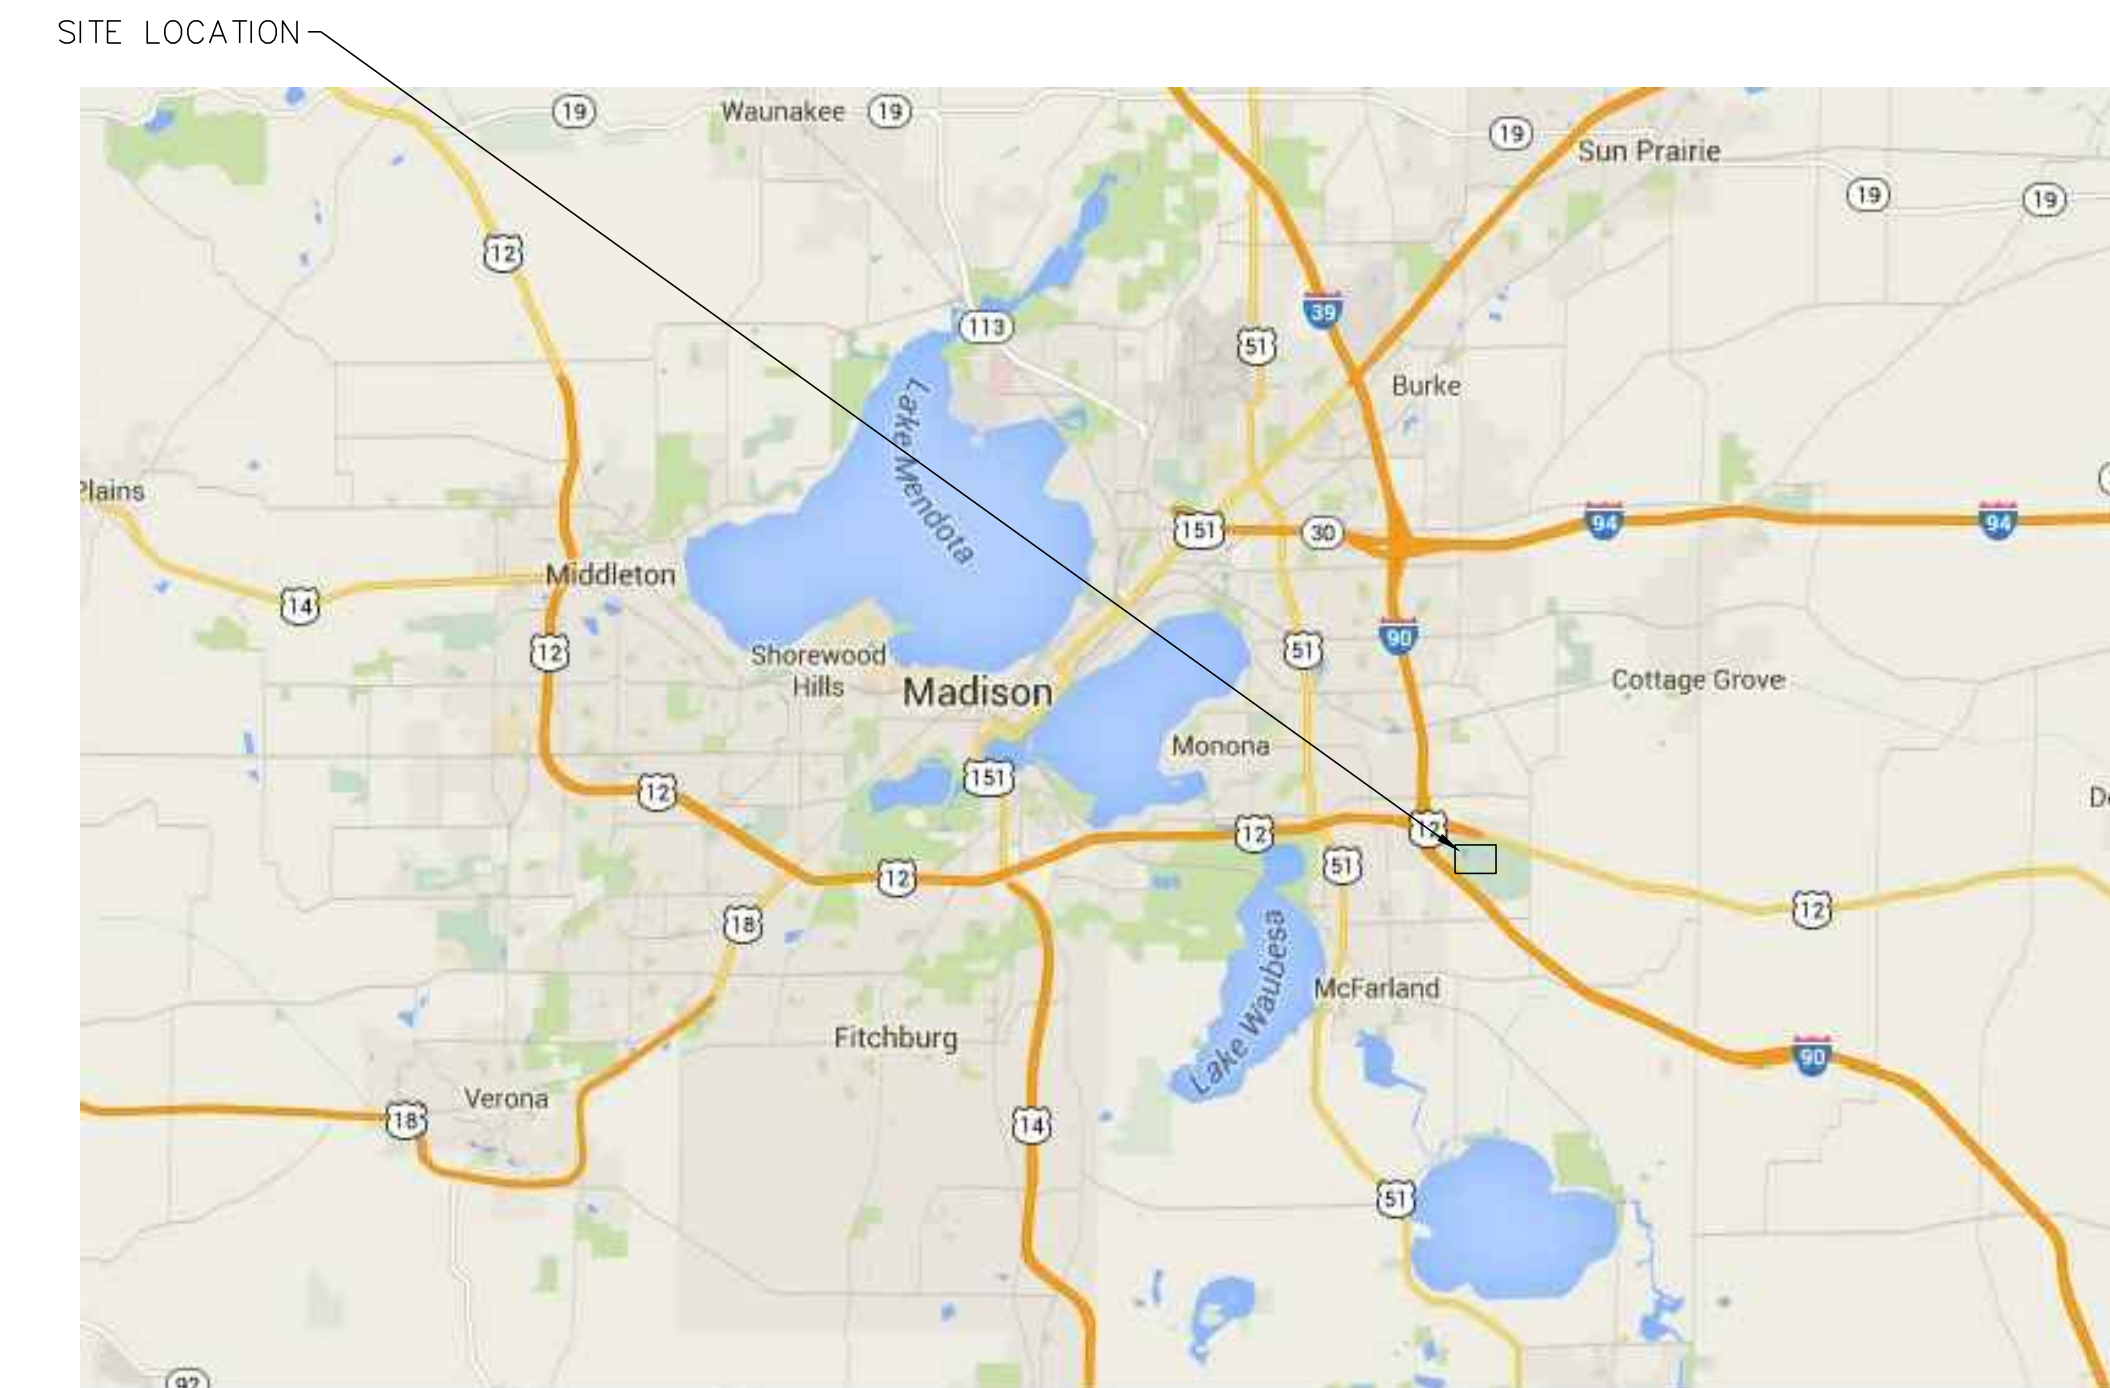 SITE LOCATION
19
Waunakee
19
19
Sun Prairie
19
19
12
39
113
51
Burke
Lake Mendota
Plains
151
30
94
94
Middleton
14
12
Shorewood
Hills
51
90
Cottage Grove
Madison
Monona
151
12
12
12
12
51
12
18
12
Lake Waubesa
McFarland
Fitchburg
90
Verona
18
14
51
92